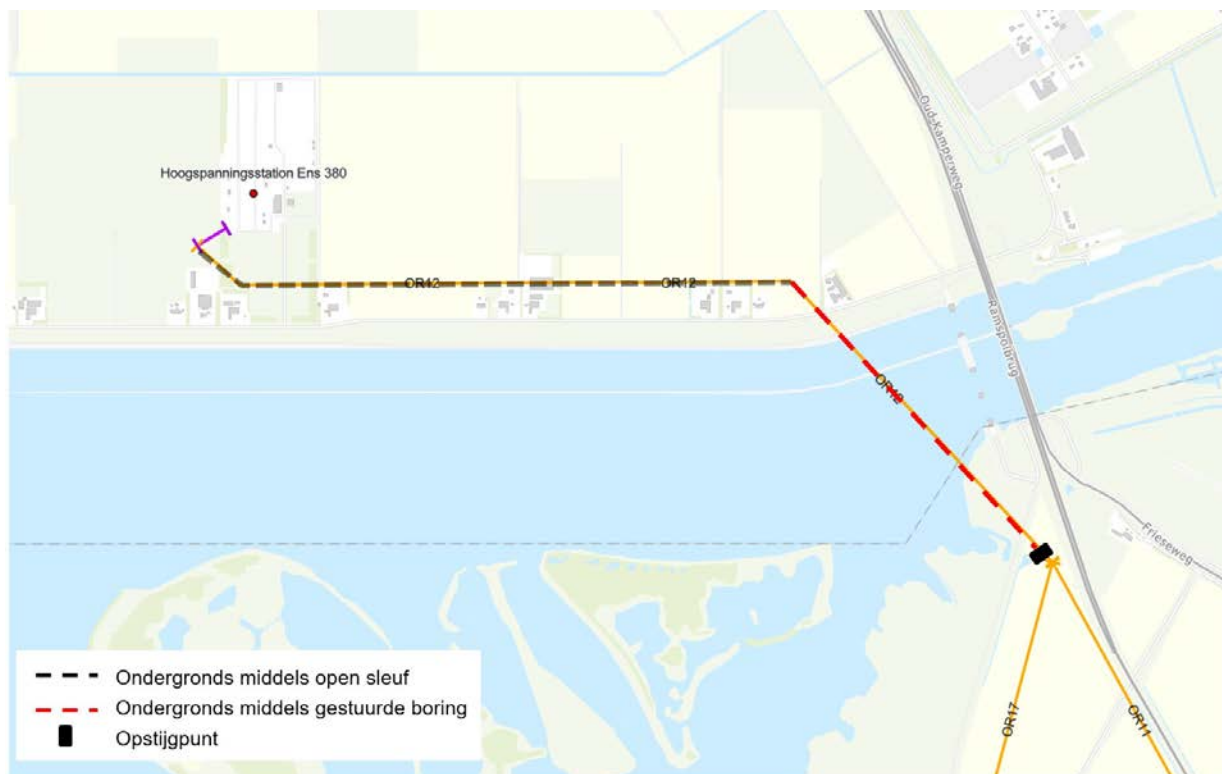 Oud-Kamperweg
Hoogspanningsstation Ens 380
OR12
OR12
Ramspolbrug
OR12
Frieseweg
OR17
OR11
Ondergronds middels open sleuf
Ondergronds middels gestuurde boring
Opstijgpunt